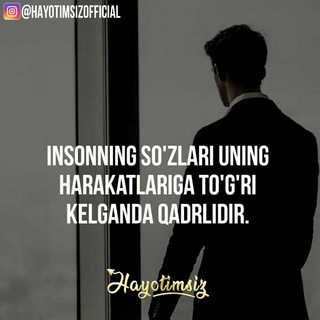 @HAYOTIMSIZOFFICIAL
INSONNING SO'ZLARI UNING
HARAKATLARIGA TO'G'RI
KELGANDA QADRLIDIR.
Hayotimsiz